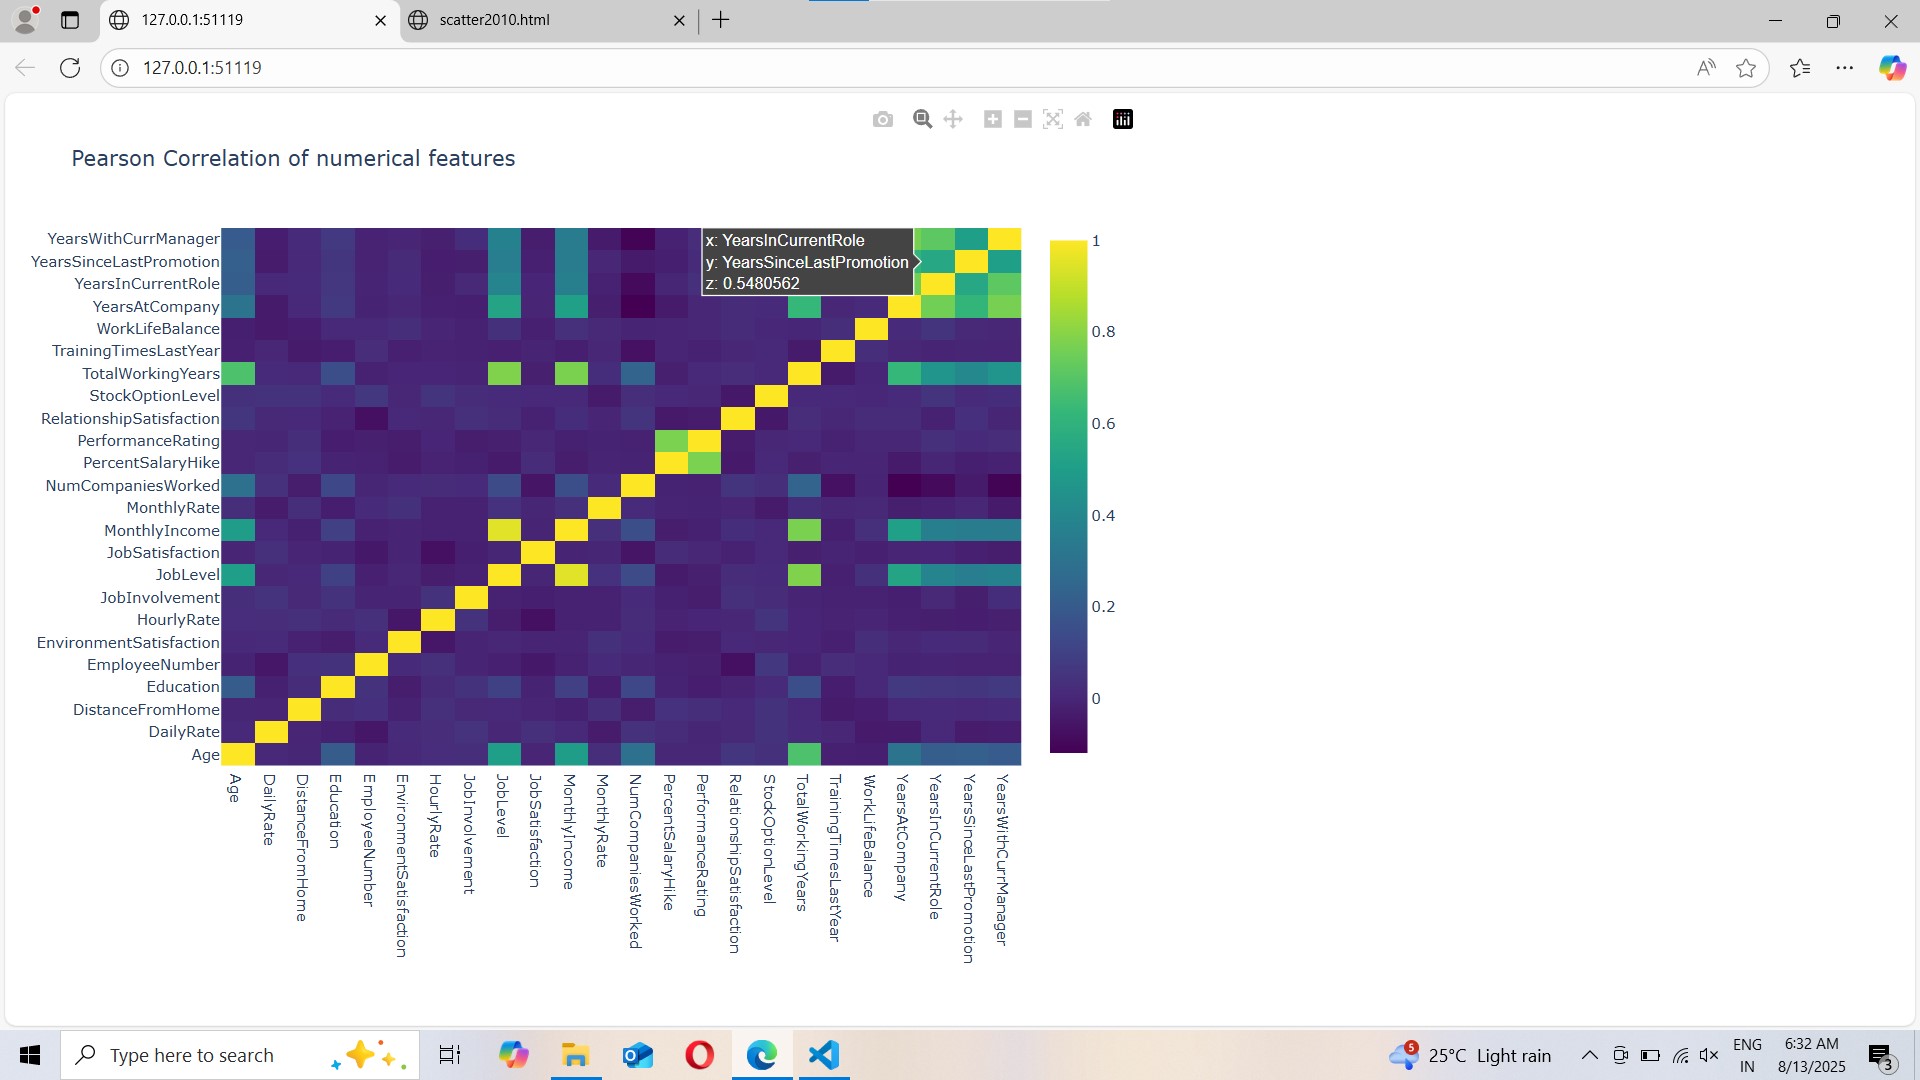 127.0.0.1:51119
scatter2010.html
127.0.0.1:51119
Pearson Correlation of numerical features
YearsWithCurrManager
YearsSinceLastPromotion
YearsInCurrentRole
YearsAtCompany
WorkLifeBalance
TrainingTimesLastYear
TotalWorkingYears
StockOptionLevel
RelationshipSatisfaction
PerformanceRating
PercentSalaryHike
NumCompaniesWorked
MonthlyRate
MonthlyIncome
JobSatisfaction
JobLevel
JobInvolvement
HourlyRate
EnvironmentSatisfaction
EmployeeNumber
Education
DistanceFromHome
DailyRate
Age
x: YearsInCurrentRole
y: YearsSinceLastPromotion
z: 0.5480562
1
0.8
0.6
0.4
0.2
0
Age
DailyRate
DistanceFromHome
Education
EmployeeNumber
EnvironmentSatisfaction
HourlyRate
JobInvolvement
JobLevel
JobSatisfaction
MonthlyIncome
MonthlyRate
NumCompaniesWorked
PercentSalaryHike
PerformanceRating
RelationshipSatisfaction
StockOptionLevel
TotalWorkingYears
TrainingTimesLastYear
WorkLifeBalance
YearsAtCompany
YearsInCurrentRole
YearsSinceLastPromotion
YearsWithCurrManager
Type here to search
5
25°C Light rain
ENG
IN
6:32 AM
8/13/2025
3